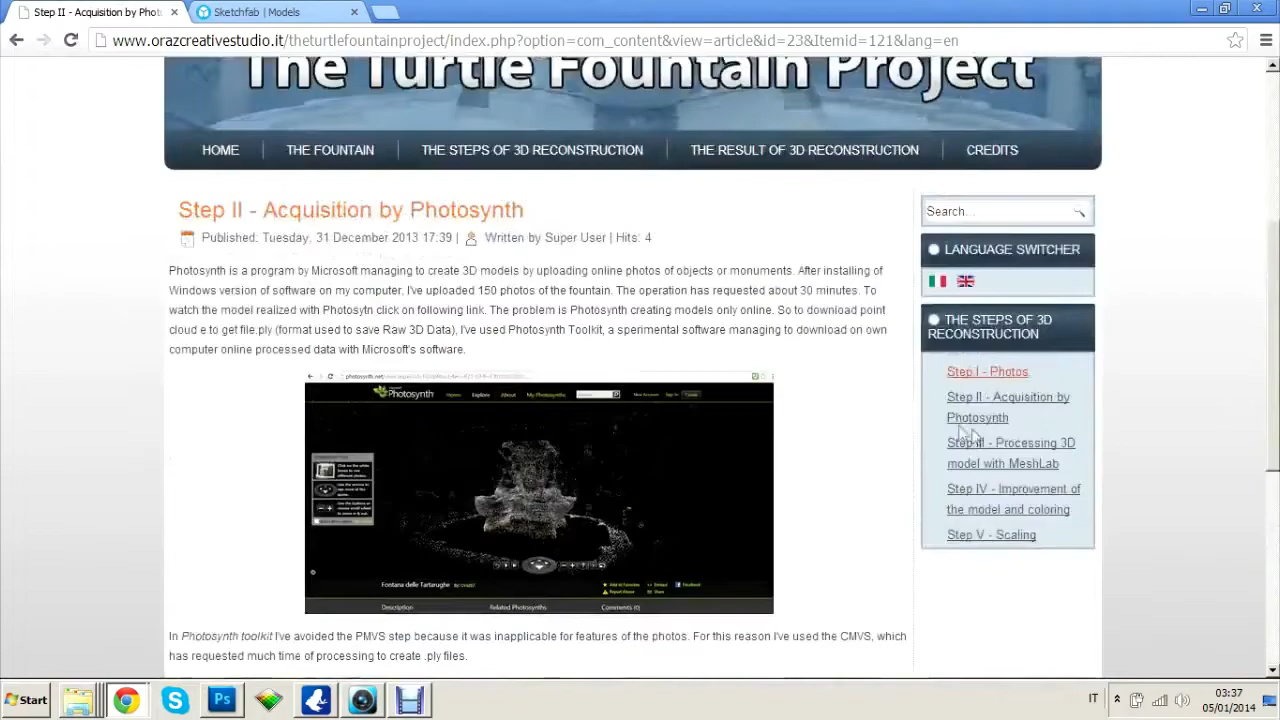 Step II - Acquisition by Phot
Sketchfab | Models
www.orazcreativestudio.it/theturtlefountainproject/index.php?option=com_content&view=article&id=23&Itemid=121&lang=en
The Turtle Fountain Project
HOME THE FOUNTAIN THE STEPS OF 3D RECONSTRUCTION THE RESULT OF 3D RECONSTRUCTION CREDITS
Step II - Acquisition by Photosynth
Published: Tuesday, 31 December 2013 17:39 | Written by Super User | Hits: 4
Photosynth is a program by Microsoft managing to create 3D models by uploading online photos of objects or monuments. After installing of
Windows version of software on my computer, I've uploaded 150 photos of the fountain. The operation has requested about 30 minutes. To
watch the model realized with Photosytn click on following link. The problem is Photosynth creating models only online. So to download point
cloud e to get file.ply (format used to save Raw 3D Data), I've used Photosynth Toolkit, a sperimental software managing to download on own
computer online processed data with Microsoft's software.
Photosynth
Home Explore About My Photosynths
Fontana delle Tartarughe
Description Related Photosynths Comments (0)
In Photosynth toolkit I've avoided the PMVS step because it was inapplicable for features of the photos. For this reason I've used the CMVS, which
has requested much time of processing to create .ply files.
Search...
LANGUAGE SWITCHER
THE STEPS OF 3D
RECONSTRUCTION
Step I - Photos
Step II - Acquisition by
Photosynth
Step III - Processing 3D
model with MeshLab
Step IV - Improvement of
the model and coloring
Step V - Scaling
Start
Ps
IT
03:37
05/01/2014